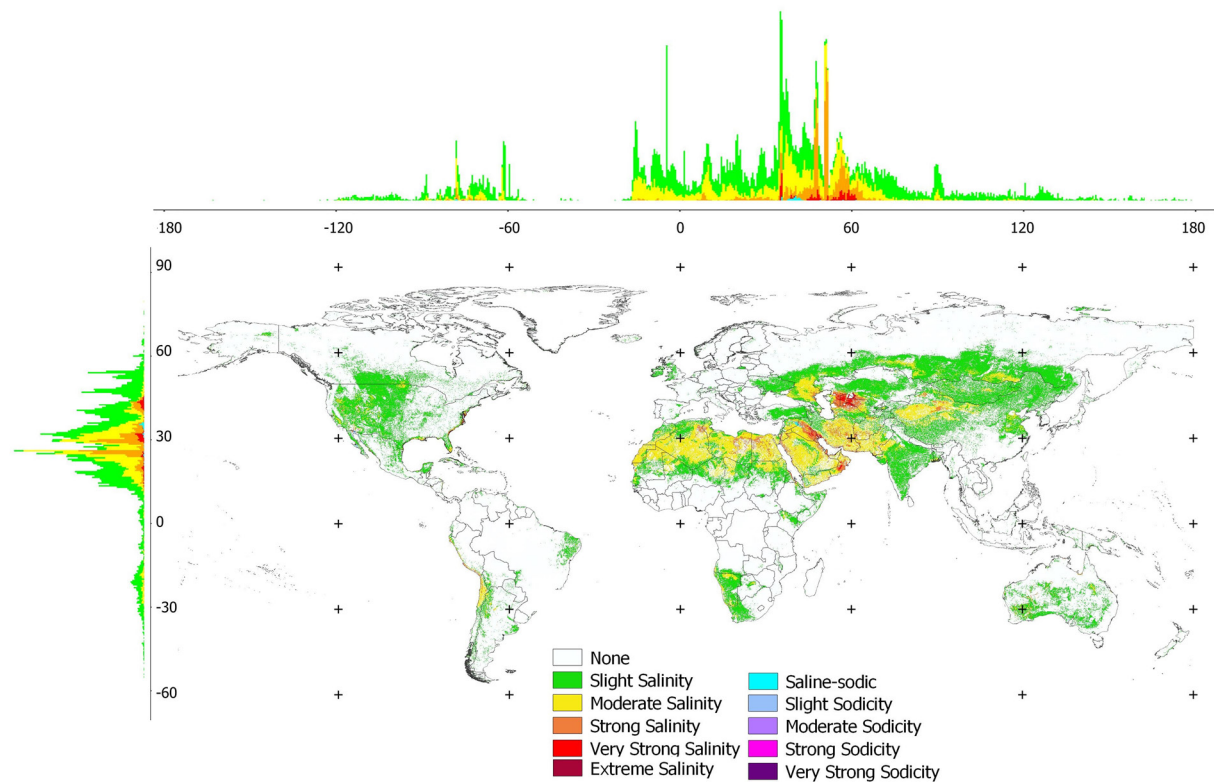 180 -120 -60 0 60 120 180
90
60
30
0
-30
-60
None
Slight Salinity
Moderate Salinity
Strong Salinity
Very Strong Salinity
Extreme Salinity
Saline-sodic
Slight Sodicity
Moderate Sodicity
Strong Sodicity
Very Strong Sodicity